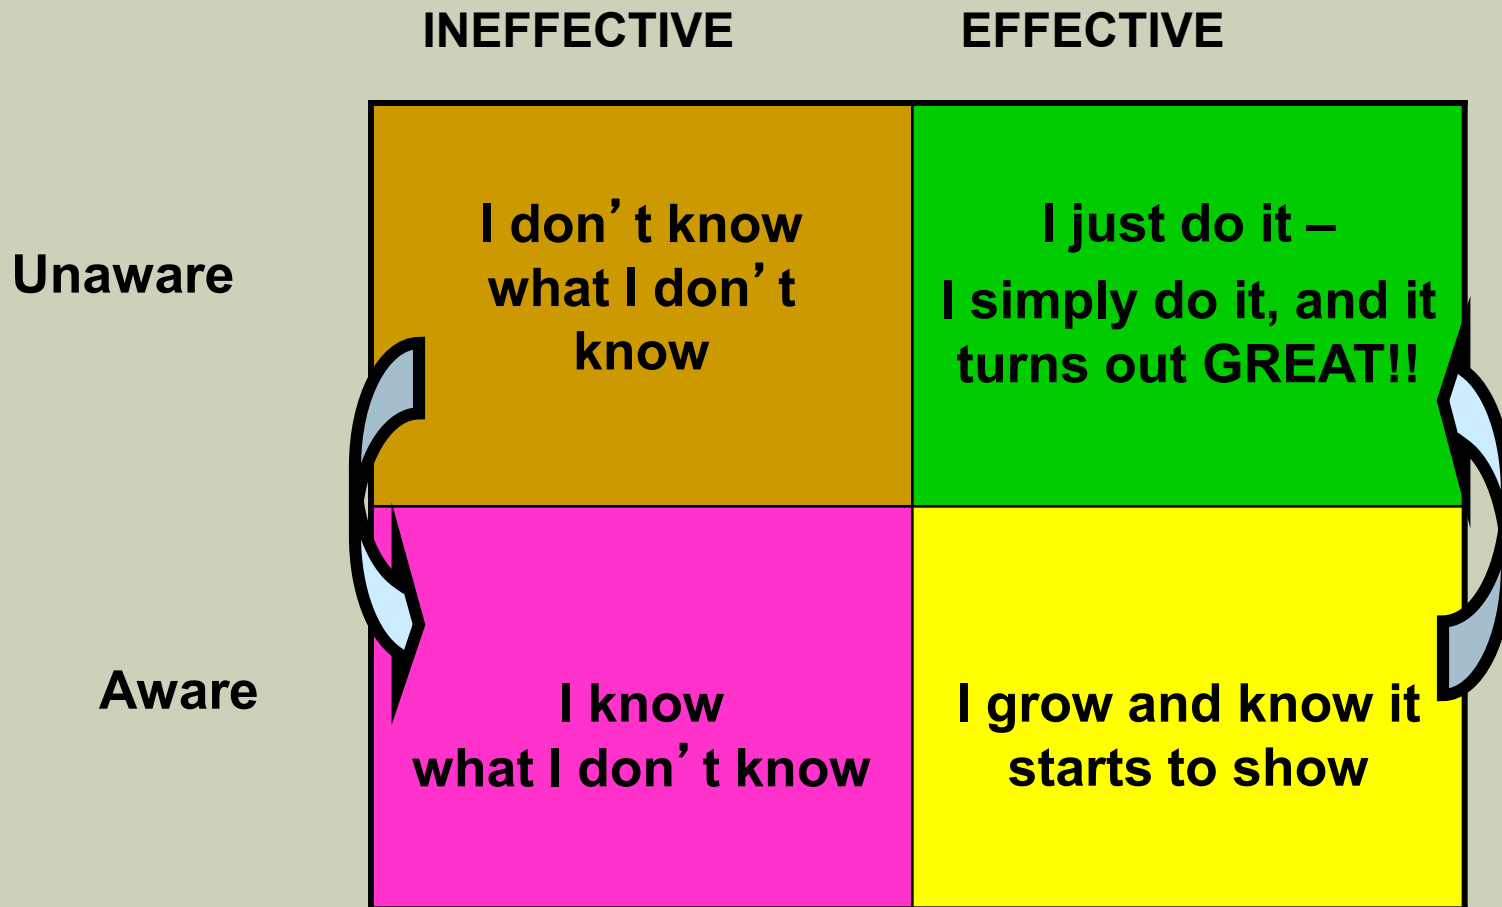 INEFFECTIVE EFFECTIVE
Unaware
I don’t know
what I don’t
know
I just do it –
I simply do it, and it
turns out GREAT!!
Aware
I know
what I don’t know
I grow and know it
starts to show